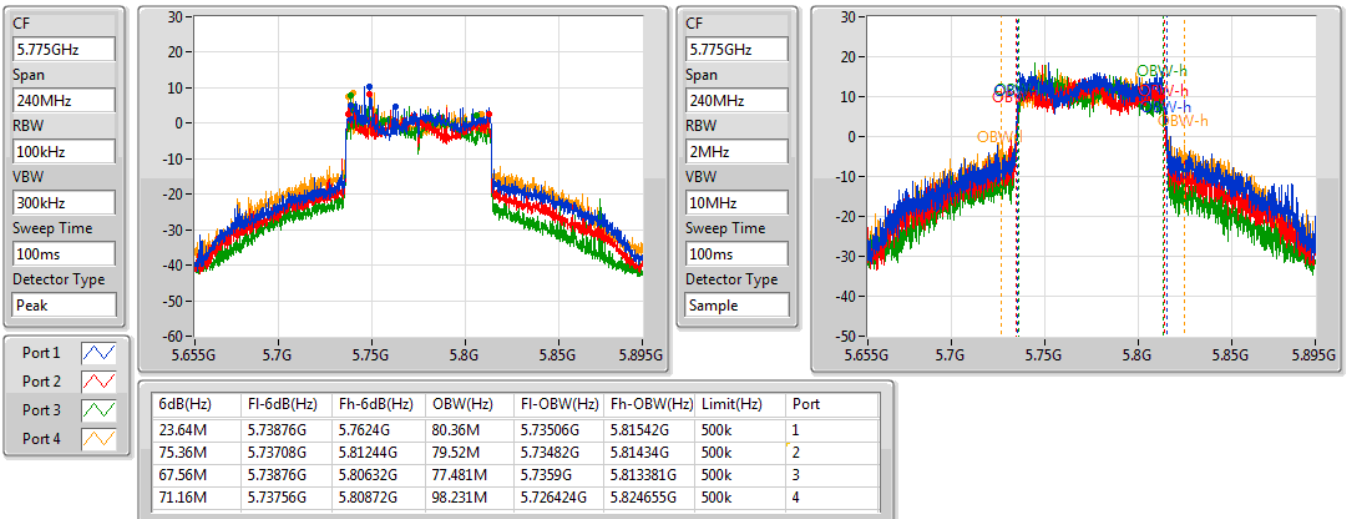 CF
5.775GHz
Span
240MHz
RBW
100kHz
VBW
300kHz
Sweep Time
100ms
Detector Type
Peak
30
20
10
0
-10
-20
-30
-40
-50
-60
5.655G 5.7G 5.75G 5.8G 5.85G 5.895G
CF
5.775GHz
Span
240MHz
RBW
2MHz
VBW
10MHz
Sweep Time
100ms
Detector Type
Sample
30
20
10
0
-10
-20
-30
-40
-50
OBW-h
OBW-h
OBW-h
5.655G 5.7G 5.75G 5.8G 5.85G 5.895G
Port 1
Port 2
Port 3
Port 4
6dB(Hz) Fl-6dB(Hz) Fh-6dB(Hz) OBW(Hz) Fl-OBW(Hz) Fh-OBW(Hz) Limit(Hz) Port
23.64M 5.73876G 5.7624G 80.36M 5.73506G 5.81542G 500k 1
75.36M 5.73708G 5.81244G 79.52M 5.73482G 5.81434G 500k 2
67.56M 5.73876G 5.80632G 77.481M 5.7359G 5.813381G 500k 3
71.16M 5.73756G 5.80872G 98.231M 5.726424G 5.824655G 500k 4